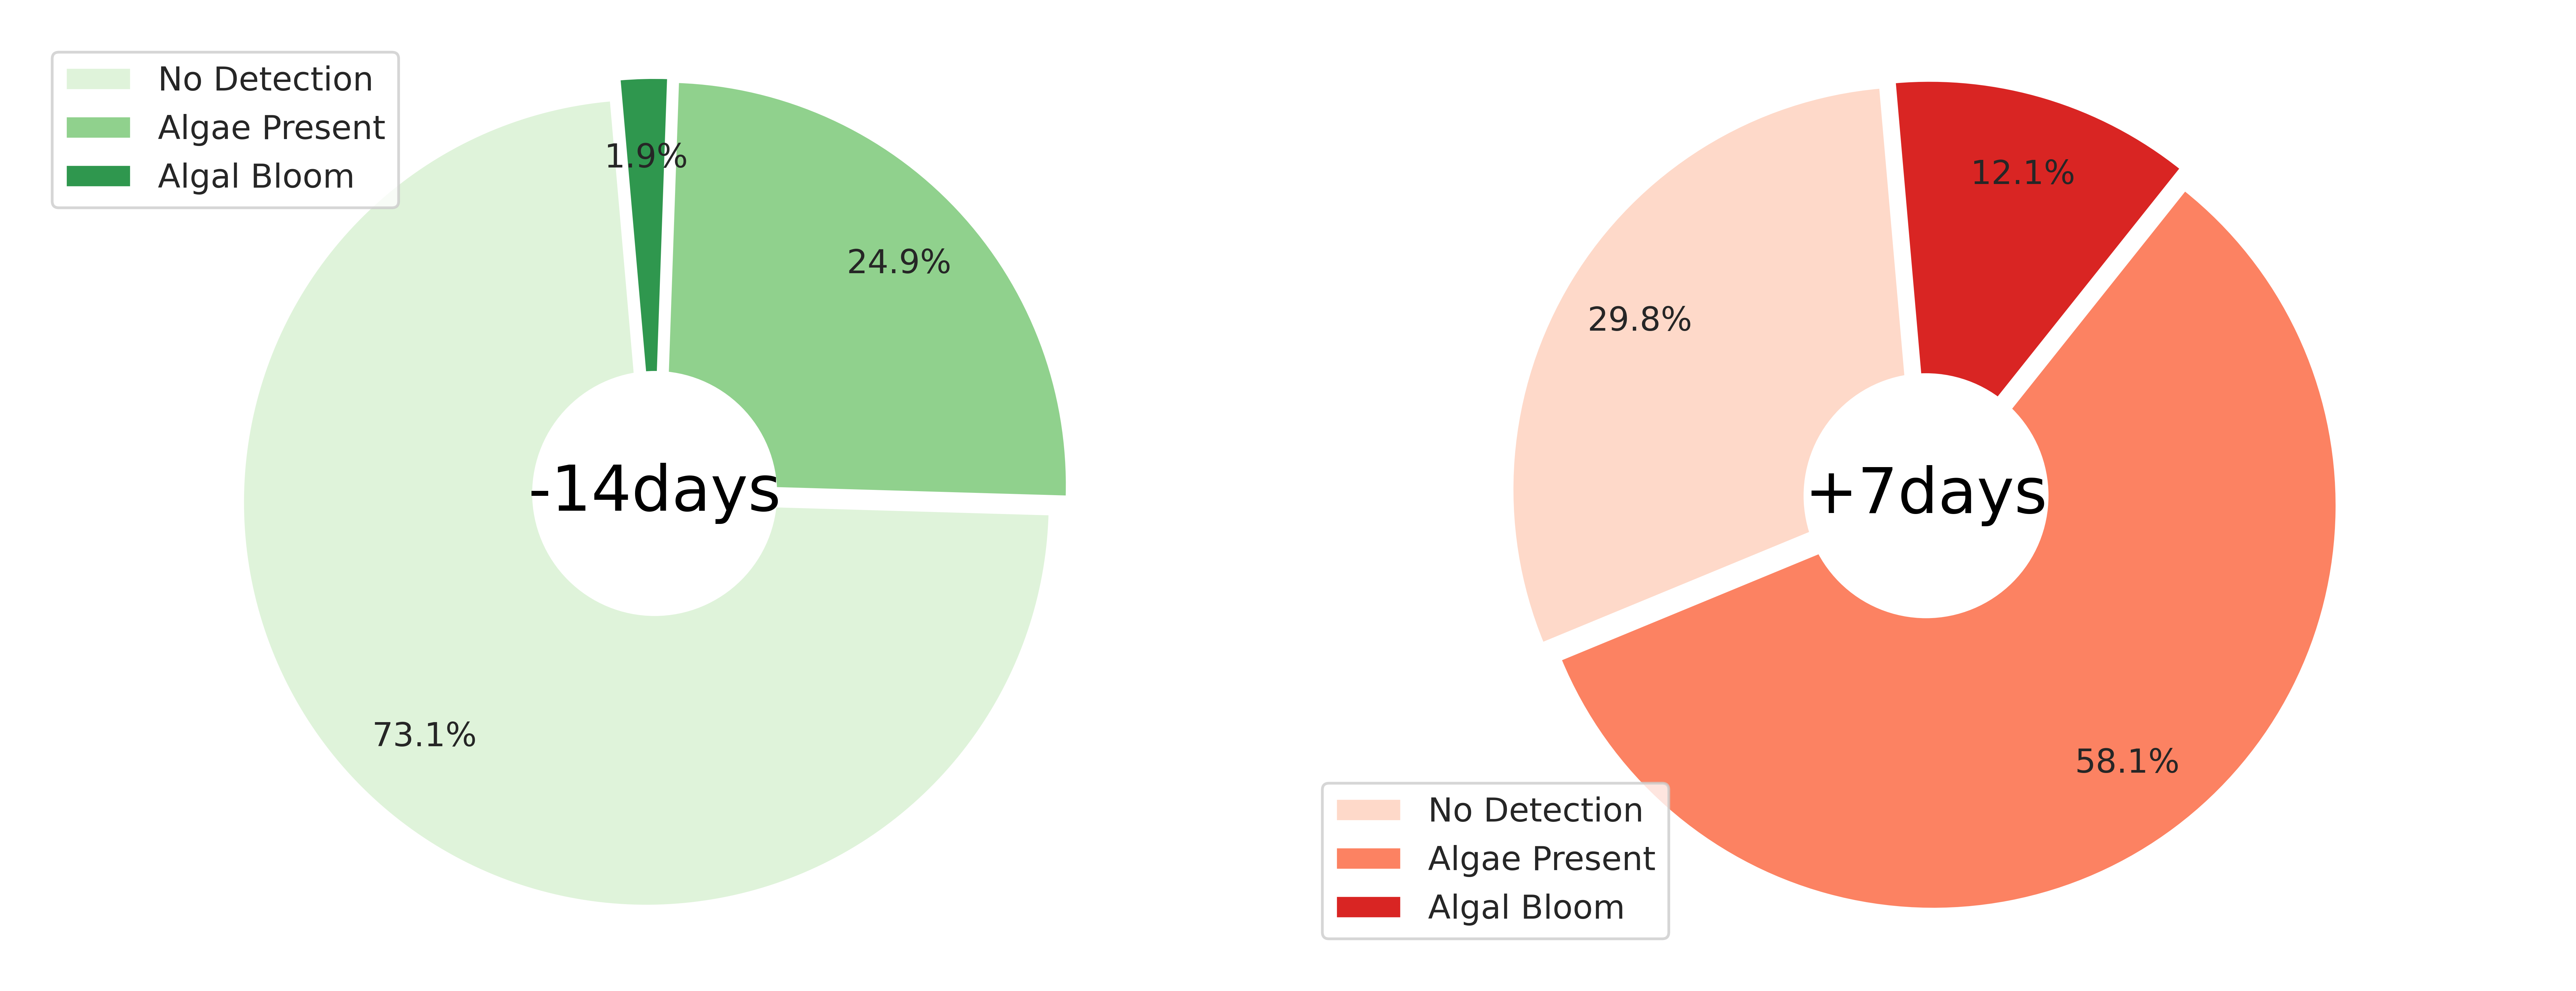 No Detection
Algae Present
Algal Bloom
1.9%
24.9%
-14days
73.1%
12.1%
29.8%
+7days
58.1%
No Detection
Algae Present
Algal Bloom